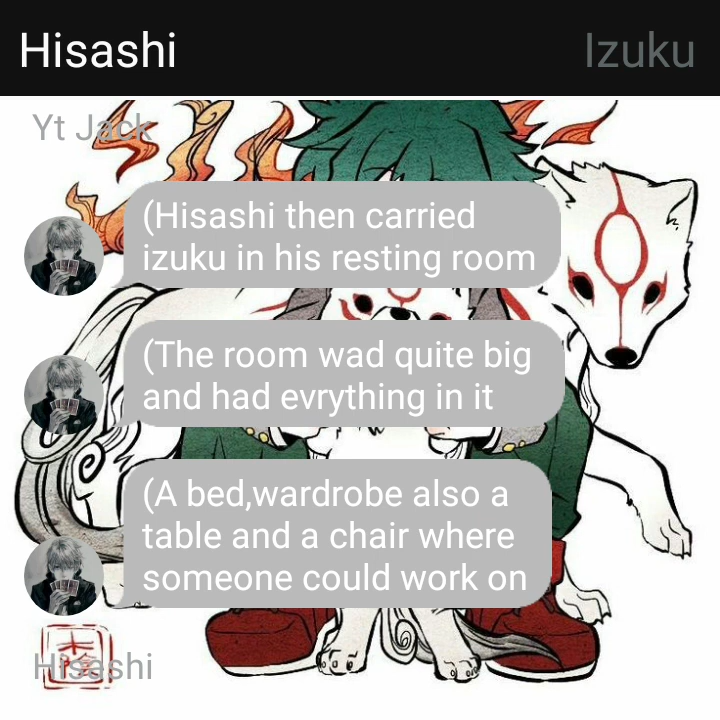 Hisashi Izuku
Yt Jack
(Hisashi then carried
izuku in his resting room
(The room wad quite big
and had evrything in it
(A bed,wardrobe also a
table and a chair where
someone could work on
Hisashi